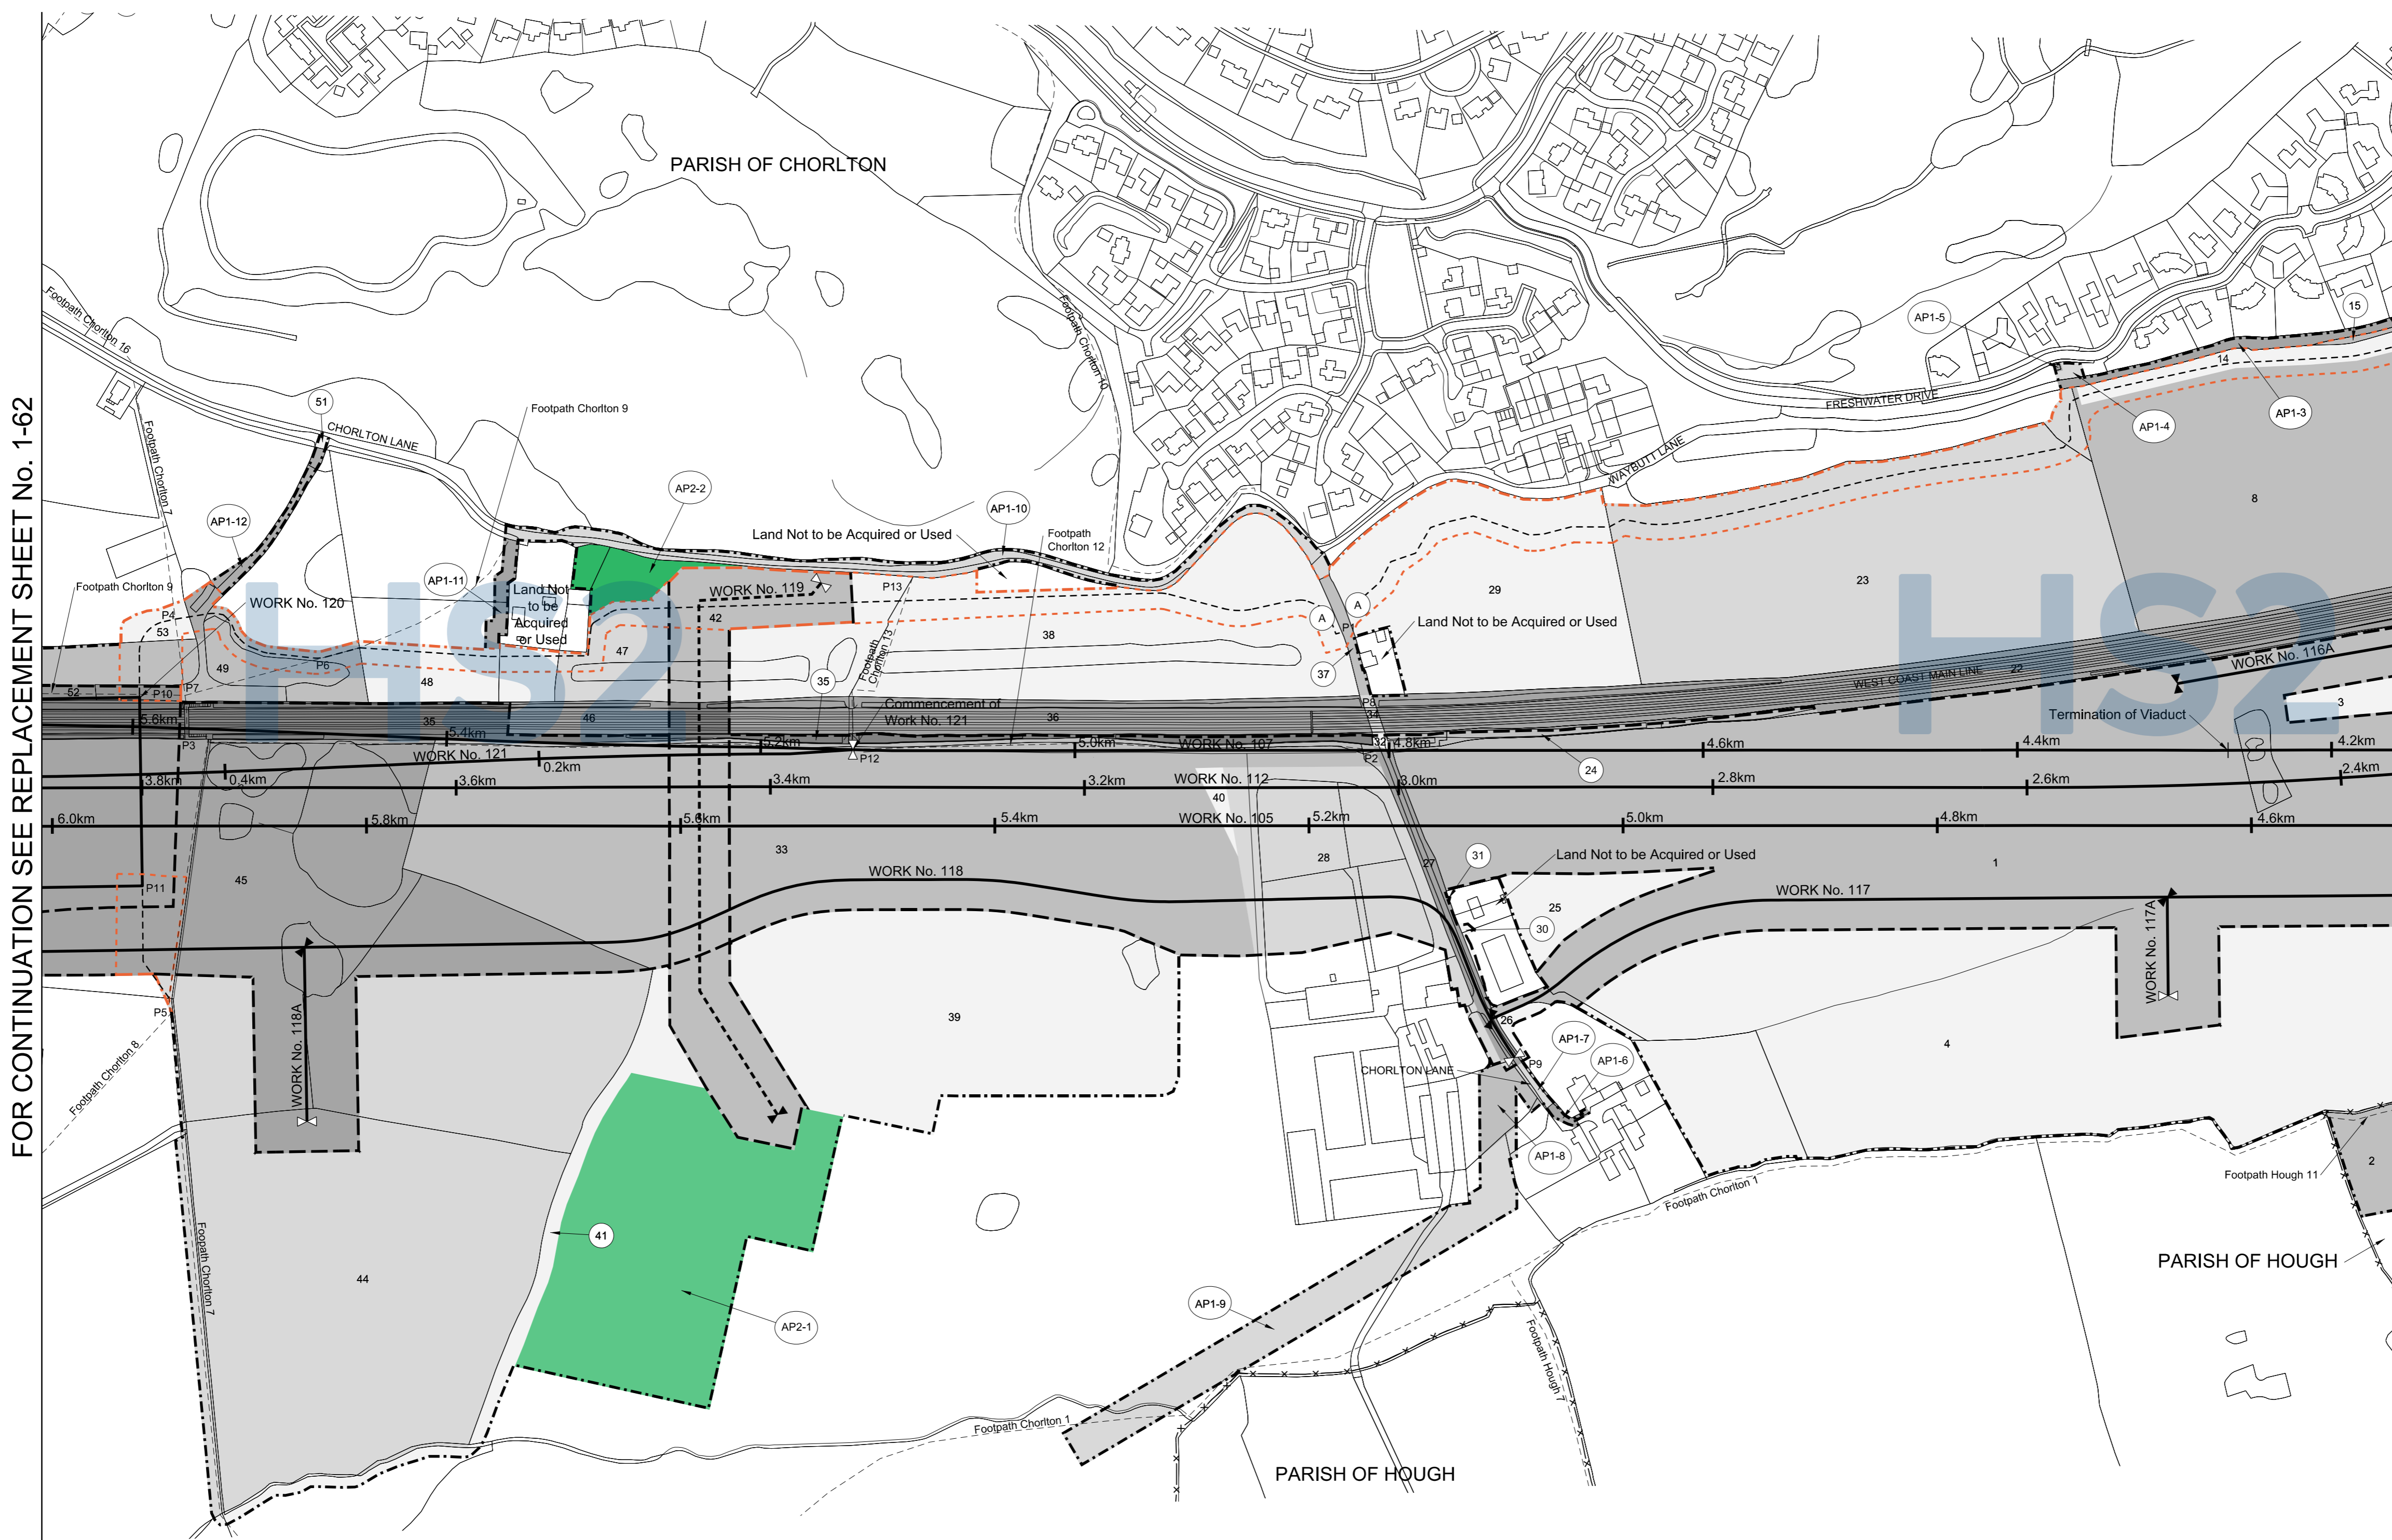 FOR CONTINUATION SEE REPLACEMENT SHEET No. 1-62
PARISH OF CHORLTON
Footpath Chorlton 16
Footpath Chorlton 10
15
AP1-5
14
AP1-3
AP1-4
FRESHWATER DRIVE
51
CHORLTON LANE
Footpath Chorlton 9
Footpath Chorlton 7
WAYBUTT LANE
8
AP2-2
AP1-12
AP1-10
Land Not to be Acquired or Used
Footpath
Chorlton 12
AP1-11
Footpath Chorlton 9
Land Not
to be
Acquired
or Used
WORK No. 119
P13
29
23
HS2
HS2
WORK No. 120
P4
53
42
38
A
A
P1
Land Not to be Acquired or Used
47
P6
49
48
Footpath
Chorlton 13
35
37
P7
P10
52
WEST COAST MAIN LINE
22
WORK No. 116A
3
P8
34
Commencement of
Work No. 121
36
46
35
5.6km
5.4km
5.2km
5.0km
WORK No. 107
32
4.8km
4.6km
4.4km
4.2km
Termination of Viaduct
P3
WORK No. 121
P12
P2
24
0.4km
0.2km
3.8km
3.6km
3.4km
3.2km
WORK No. 112
3.0km
2.8km
2.6km
2.4km
40
6.0km
5.8km
5.6km
5.4km
WORK No. 105
5.2km
5.0km
4.8km
4.6km
33
28
27
31
Land Not to be Acquired or Used
1
45
P11
WORK No. 118
WORK No. 117
25
30
WORK No. 117A
WORK No. 118A
P5
39
26
Footpath Chorlton 8
AP1-7
P9
AP1-6
CHORLTON LANE
4
AP1-8
Footpath Hough 11
2
Footpath Chorlton 1
41
Foopath Chorlton 7
44
PARISH OF HOUGH
AP1-9
AP2-1
Footpath Hough 7
Footpath Chorlton 1
PARISH OF HOUGH